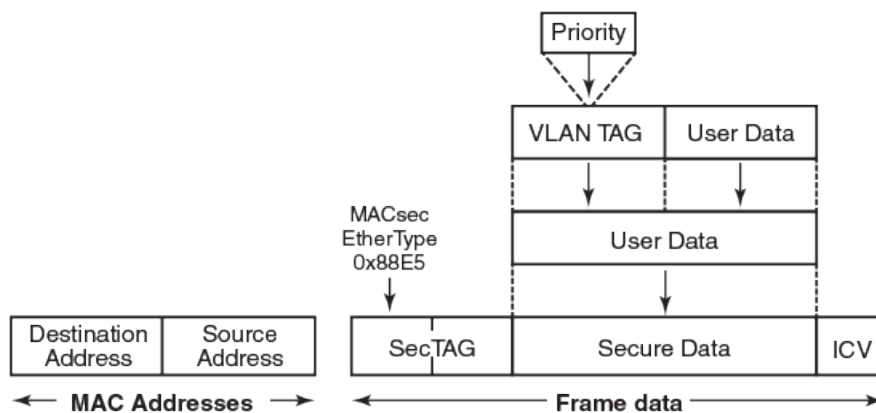 Priority
VLAN TAG User Data
MACsec
EtherType
0x88E5
User Data
Destination
Address
Source
Address
SecTAG
Secure Data
ICV
MAC Addresses
Frame data